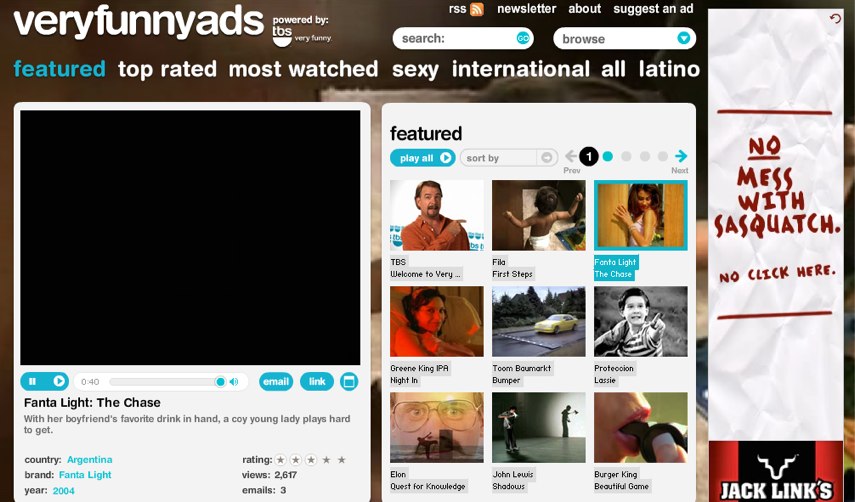 veryfunnyads
powered by:
tbs
very funny
rss newsletter about suggest an ad
search: GO
browse
featured top rated most watched sexy international all latino
0:40
email link
Fanta Light: The Chase
With her boyfriend's favorite drink in hand, a coy young lady plays hard
to get.
country: Argentina
brand: Fanta Light
year: 2004
rating:
views: 2,617
emails: 3
featured
play all
sort by
1
Prev
Next
tbs
TBS
Welcome to Very ...
Fila
First Steps
Fanta Light
The Chase
Greene King IPA
Night In
Toom Baumarkt
Bumper
Proteccion
Lassie
Elon
Quest for Knowledge
John Lewis
Shadows
Burger King
Beautiful Game
NO
MESS
WITH
SASQUATCH.
NO CLICK HERE.
JACK LINK'S